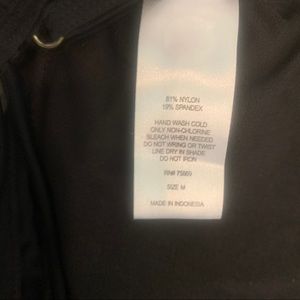 81% NYLON
19% SPANDEX
HAND WASH COLD
ONLY NON-CHLORINE
BLEACH WHEN NEEDED
DO NOT WRING OR TWIST
LINE DRY IN SHADE
DO NOT IRON
RN# 75669
SIZE M
MADE IN INDONESIA